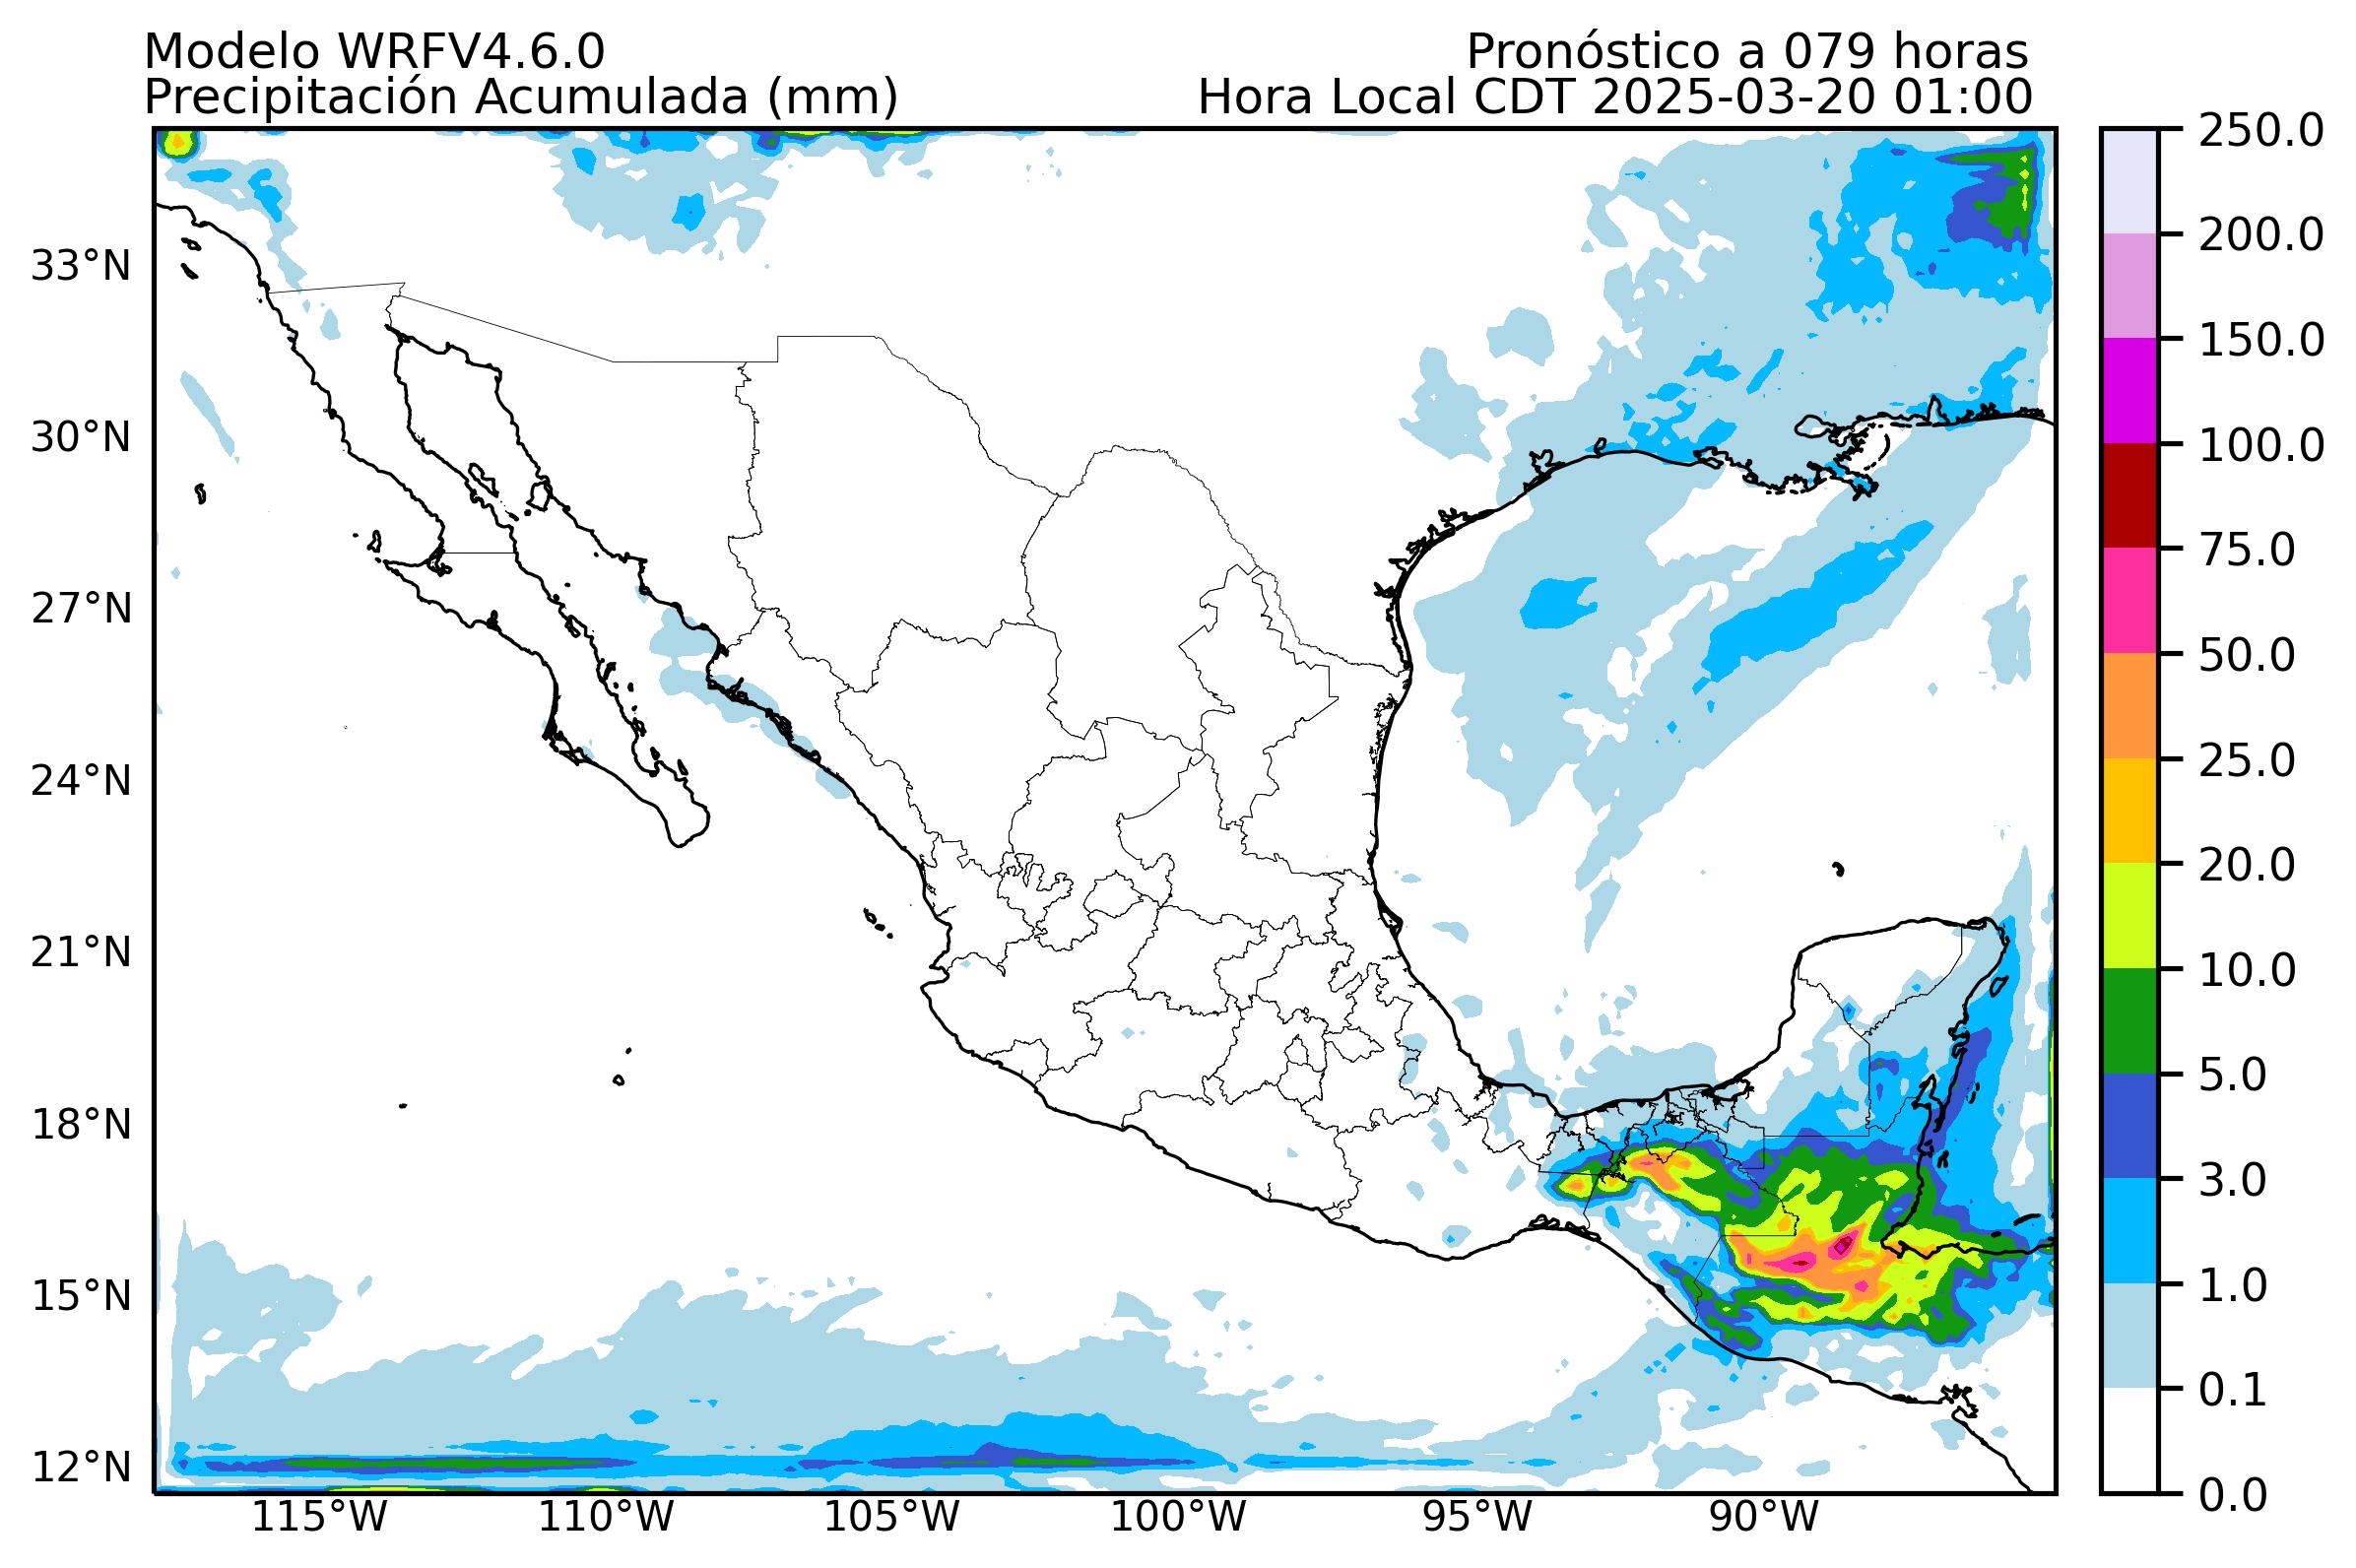 Modelo WRFV4.6.0
Pronóstico a 079 horas
Precipitación Acumulada (mm)
Hora Local CDT 2025-03-20 01:00
33°N
30°N
27°N
24°N
21°N
18°N
15°N
12°N
115°W
110°W
105°W
100°W
95°W
90°W
250.0
200.0
150.0
100.0
75.0
50.0
25.0
20.0
10.0
5.0
3.0
1.0
0.1
0.0